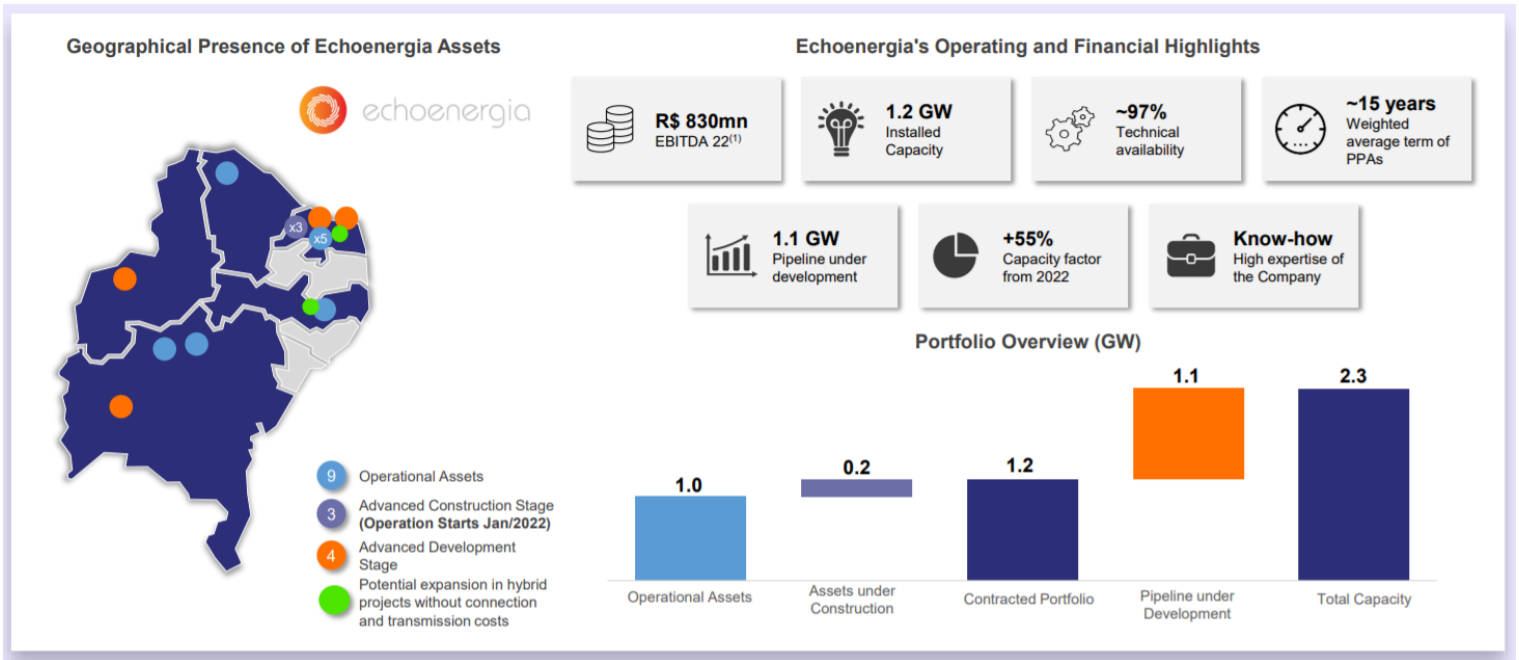 Geographical Presence of Echoenergia Assets
echoenergia
x3
x5
9
Operational Assets
3
Advanced Construction Stage
(Operation Starts Jan/2022)
4
Advanced Development
Stage
Potential expansion in hybrid
projects without connection
and transmission costs
Echoenergia's Operating and Financial Highlights
R$ 830mn
EBITDA 22(1)
1.2 GW
Installed
Capacity
~97%
Technical
availability
~15 years
Weighted
average term of
PPAs
1.1 GW
Pipeline under
development
+55%
Capacity factor
from 2022
Know-how
High expertise of
the Company
Portfolio Overview (GW)
1.0
0.2
1.2
1.1
2.3
Operational Assets
Assets under
Construction
Contracted Portfolio
Pipeline under
Development
Total Capacity